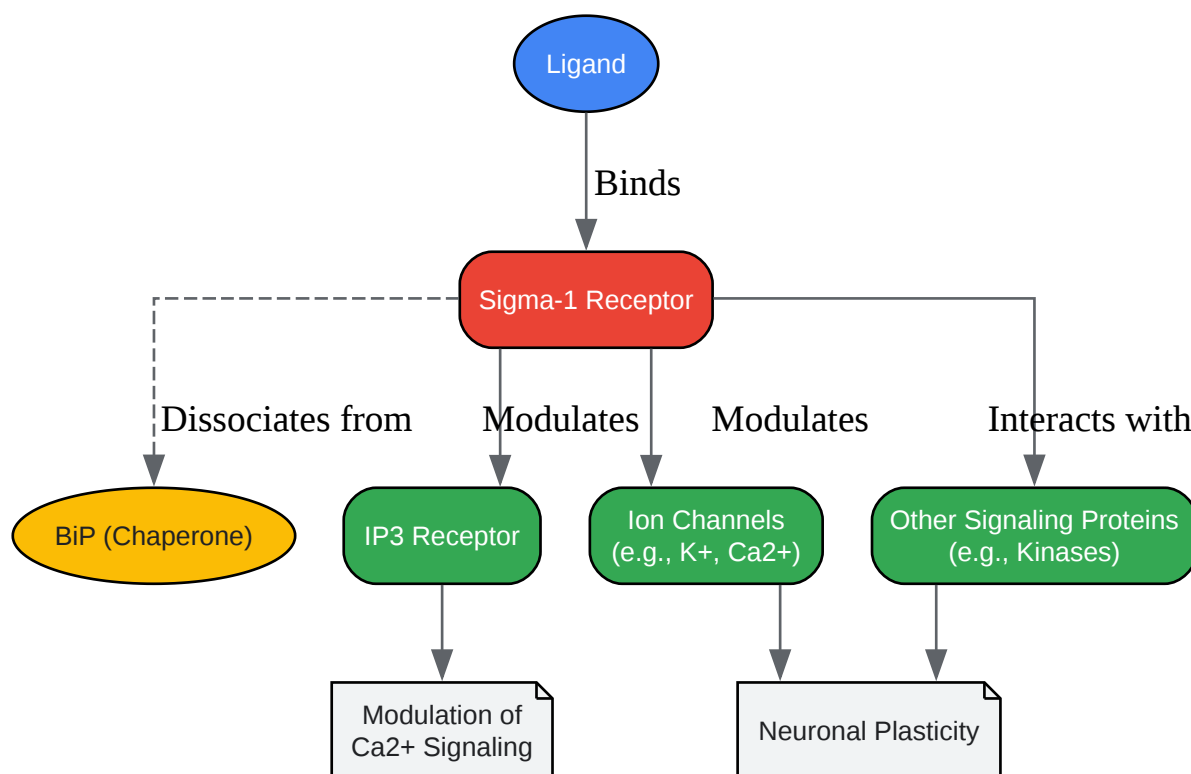 Ligand
Binds
Sigma-1 Receptor
Dissociates from
Modulates
Modulates
Interacts with
BiP (Chaperone)
IP3 Receptor
Ion Channels
(e.g., K+, Ca2+)
Other Signaling Proteins
(e.g., Kinases)
Modulation of
Ca2+ Signaling
Neuronal Plasticity